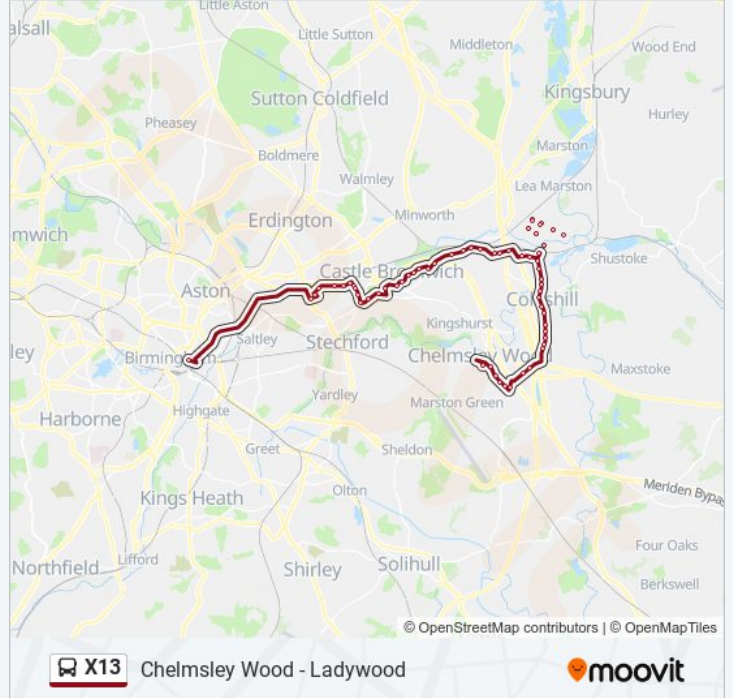 Little Aston
alsall
Little Sutton
Middleton
Wood End
Sutton Coldfield
Kingsbury
Hurley
Pheasey
Marston
Boldmere
Walmley
Lea Marston
Erdington
Minworth
mwich
Shustoke
Castle Bromwich
Aston
Coleshill
Kingshurst
Saltley
Stechford
ley
Birmingham
Chelmsley Wood
Maxstoke
Yardley
Marston Green
Highgate
Harborne
Greet
Sheldon
Olton
Meriden Bypas
Kings Heath
Four Oaks
Lifford
Northfield
Shirley
Solihull
Berkswell
© OpenStreetMap contributors | © OpenMapTiles
X13 Chelmsley Wood - Ladywood
moovit